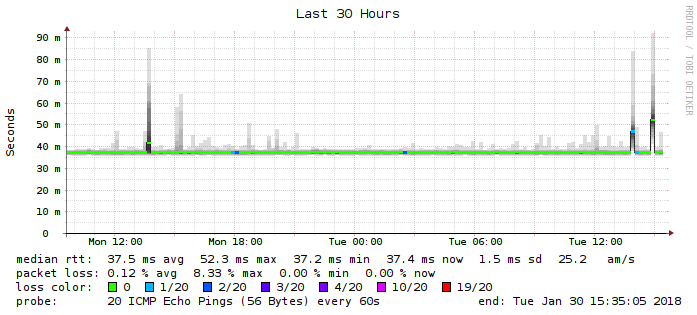 Last 30 Hours
RRDTOOL / TOBI OETIKER
Seconds
90 m
80 m
70 m
60 m
50 m
40 m
30 m
20 m
10 m
0
Mon 12:00 Mon 18:00 Tue 00:00 Tue 06:00 Tue 12:00
median rtt: 37.5 ms avg 52.3 ms max 37.2 ms min 37.4 ms now 1.5 ms sd 25.2 am/s
packet loss: 0.12 % avg 8.33 % max 0.00 % min 0.00 % now
loss color: 0 1/20 2/20 3/20 4/20 10/20 19/20
probe: 20 ICMP Echo Pings (56 Bytes) every 60s end: Tue Jan 30 15:35:05 2018